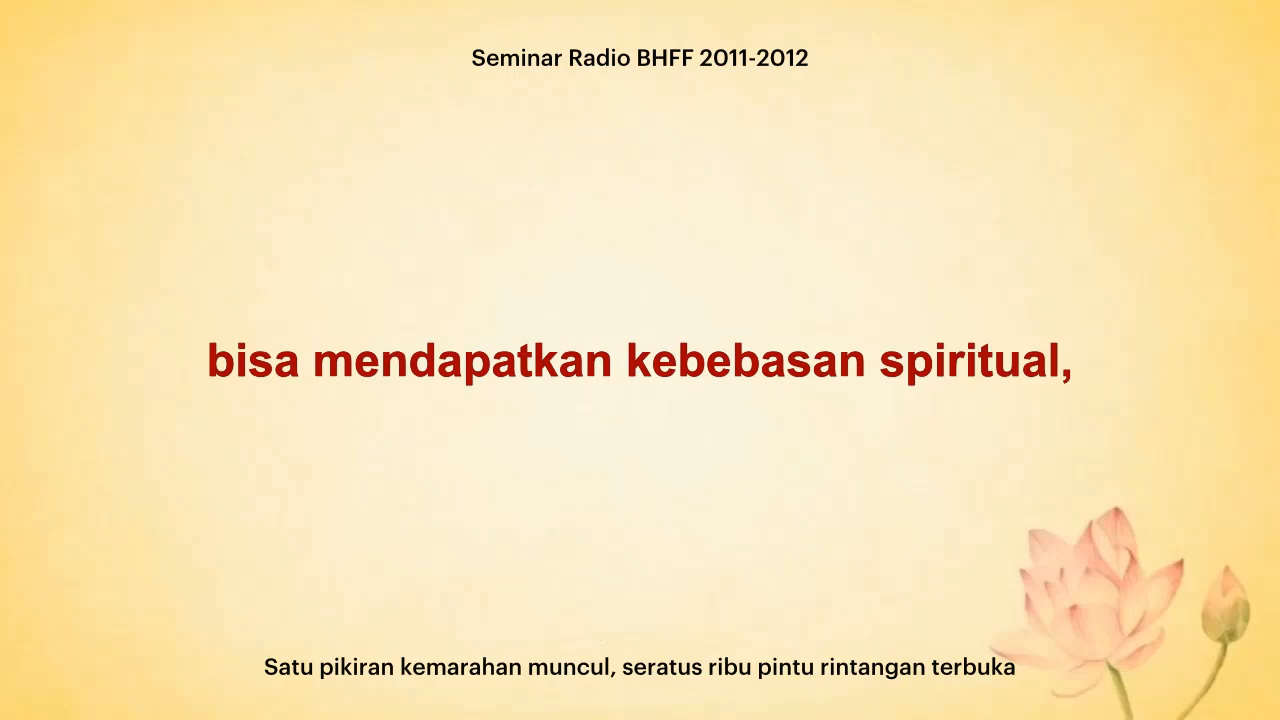 Seminar Radio BHFF 2011-2012
bisa mendapatkan kebebasan spiritual,
Satu pikiran kemarahan muncul, seratus ribu pintu rintangan terbuka